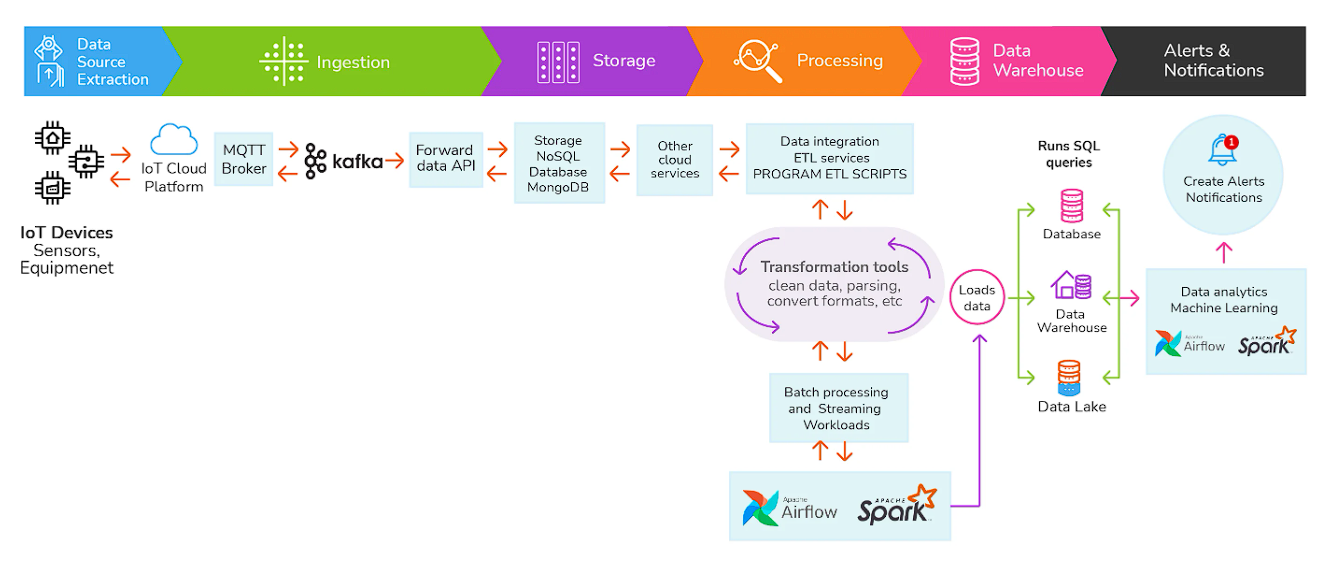 Data
Source
Extraction
Ingestion
Storage
Processing
Data
Warehouse
Alerts &
Notifications
IoT Devices
Sensors,
Equipmenet
IoT Cloud
Platform
MQTT
Broker
kafka
Forward
data API
Storage
NoSQL
Database
MongoDB
Other
cloud
services
Data integration
ETL services
PROGRAM ETL SCRIPTS
Transformation tools
clean data, parsing,
convert formats, etc
Batch processing
and Streaming
Workloads
Apache
Airflow
APACHE
Spark
Loads
data
Runs SQL
queries
Database
Data
Warehouse
Data Lake
1
Create Alerts
Notifications
Data analytics
Machine Learning
Apache
Airflow
APACHE
Spark